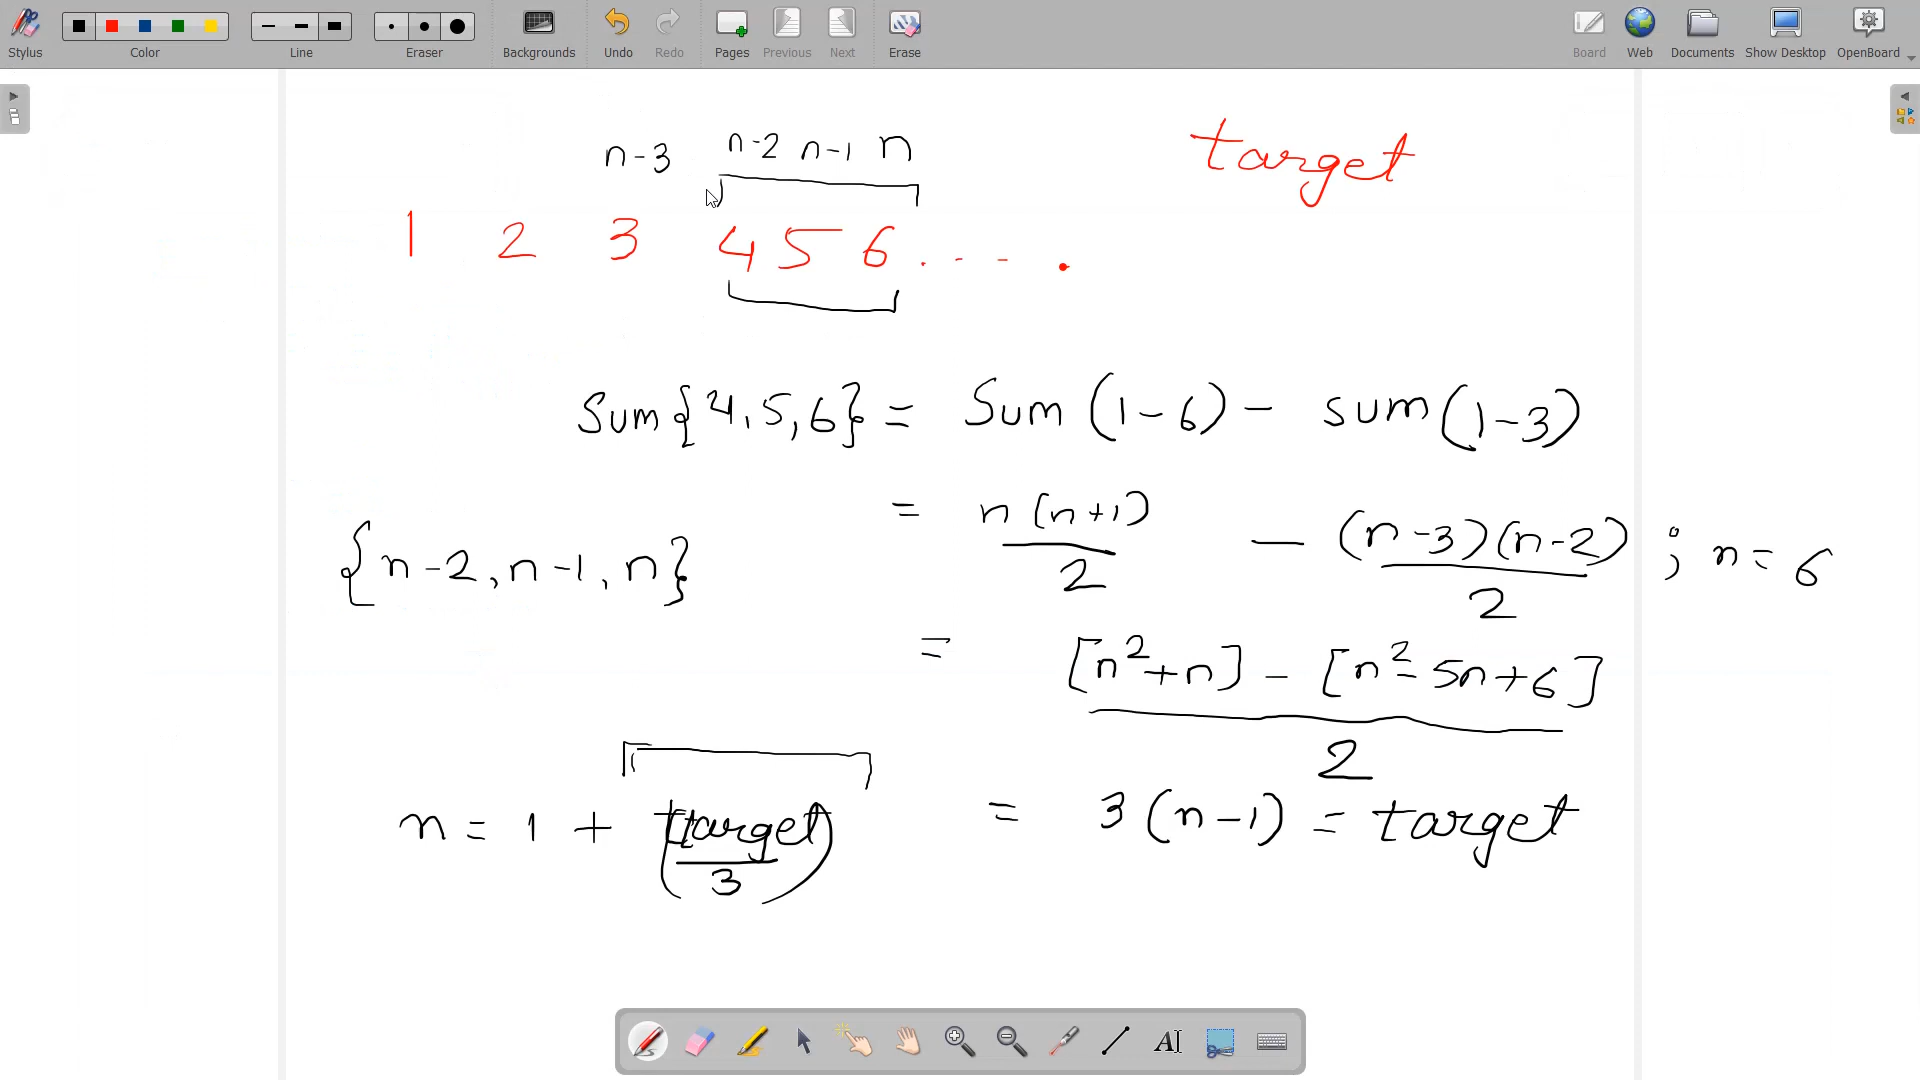 Stylus Color Line Eraser Backgrounds Undo Redo Pages Previous Next Erase Board Web Documents Show Desktop OpenBoard
n-3 n-2 n-1 n
target
1 2 3 4 5 6 . - - .
Sum{4,5,6} = Sum (1-6) - sum(1-3)
= n(n+1)/2 - (n-3)(n-2)/2 ; n = 6
{n-2, n-1, n}
= [n²+n] - [n²-5n+6] / 2
n = 1 + (target/3)
= 3(n-1) = target